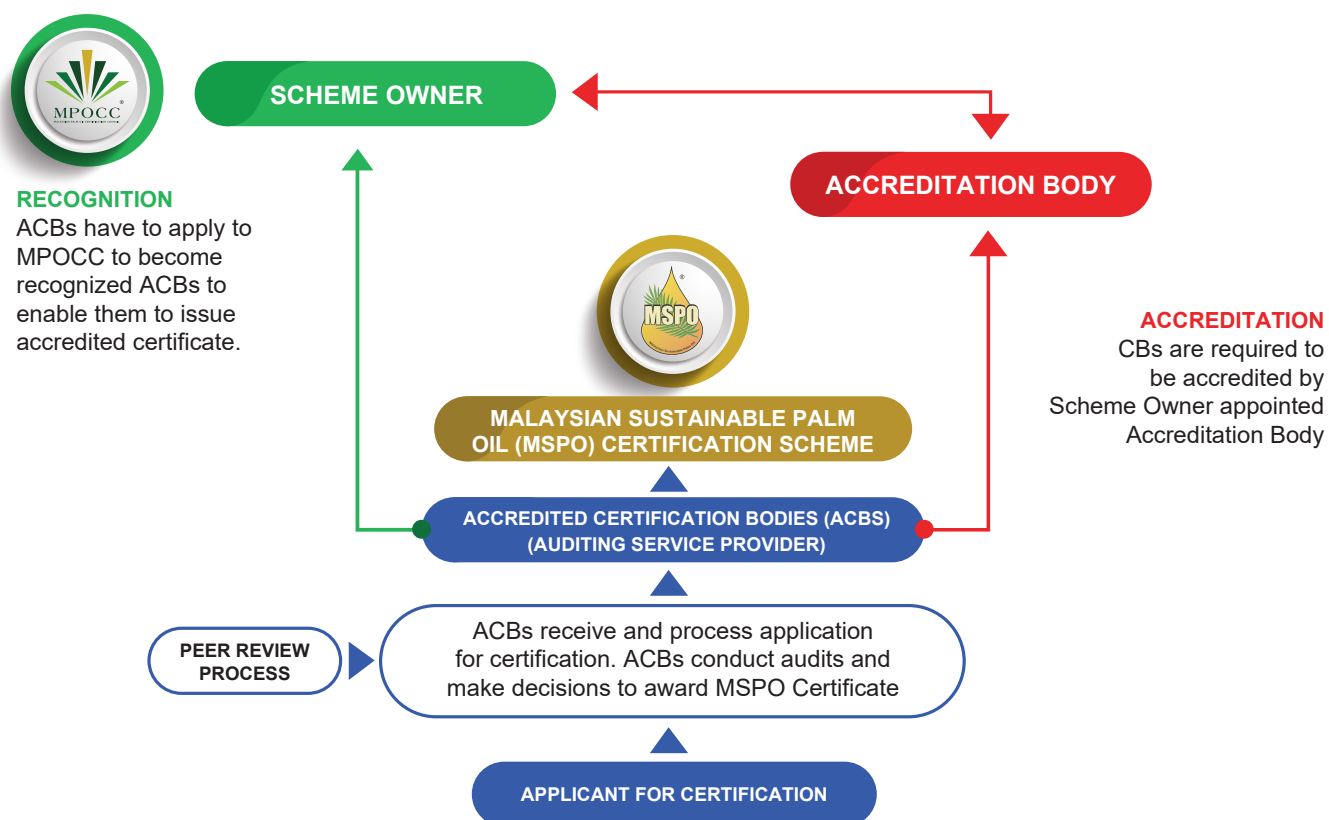 MPOCC
®
SCHEME OWNER
ACCREDITATION BODY
RECOGNITION
ACBs have to apply to
MPOCC to become
recognized ACBs to
enable them to issue
accredited certificate.
®
MSPO
ACCREDITATION
CBs are required to
be accredited by
Scheme Owner appointed
Accreditation Body
MALAYSIAN SUSTAINABLE PALM
OIL (MSPO) CERTIFICATION SCHEME
ACCREDITED CERTIFICATION BODIES (ACBS)
(AUDITING SERVICE PROVIDER)
PEER REVIEW
PROCESS
ACBs receive and process application
for certification. ACBs conduct audits and
make decisions to award MSPO Certificate
APPLICANT FOR CERTIFICATION